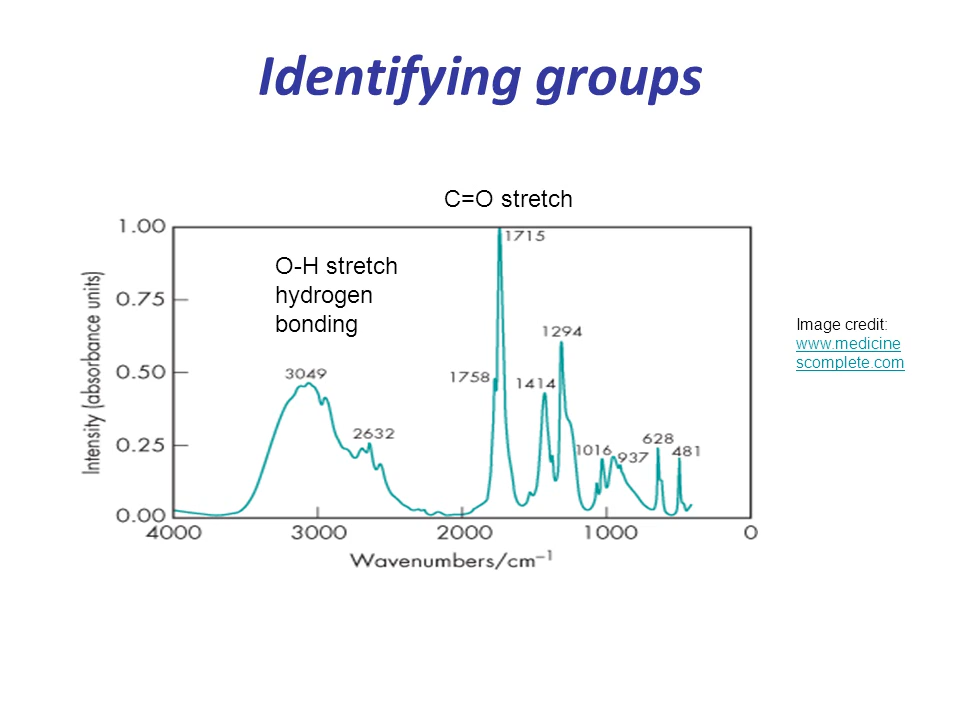 Identifying groups
C=O stretch
1.00
1715
O-H stretch
hydrogen
bonding
0.75
Intensity (absorbance units)
1294
0.50
3049
1758
1414
2632
0.25
1016
937
628
481
0.00
4000 3000 2000 1000 0
Wavenumbers/cm⁻¹
Image credit:
www.medicine
scomplete.com